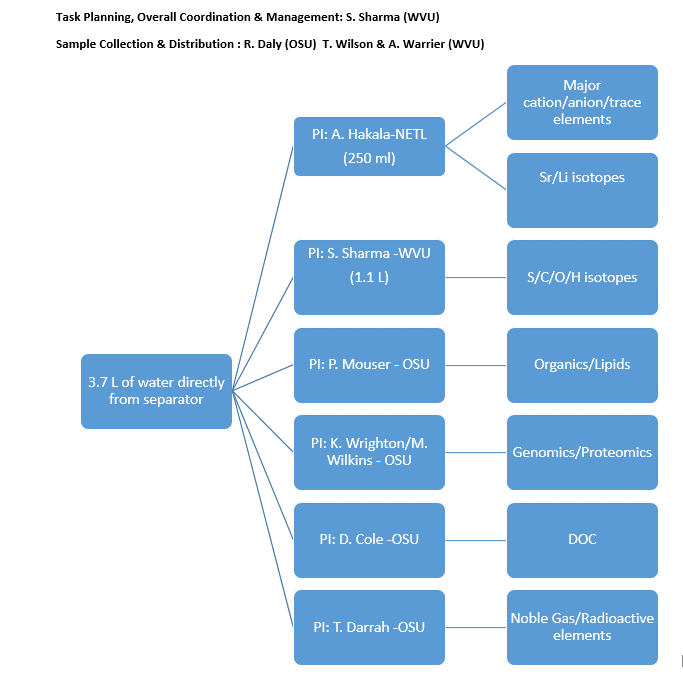 Task Planning, Overall Coordination & Management: S. Sharma (WVU)
Sample Collection & Distribution : R. Daly (OSU)  T. Wilson & A. Warrier (WVU)
3.7 L of water directly
from separator
PI: A. Hakala-NETL
(250 ml)
Major
cation/anion/trace
elements
Sr/Li isotopes
PI: S. Sharma -WVU
(1.1 L)
S/C/O/H isotopes
PI: P. Mouser - OSU
Organics/Lipids
PI: K. Wrighton/M.
Wilkins - OSU
Genomics/Proteomics
PI: D. Cole -OSU
DOC
PI: T. Darrah -OSU
Noble Gas/Radioactive
elements